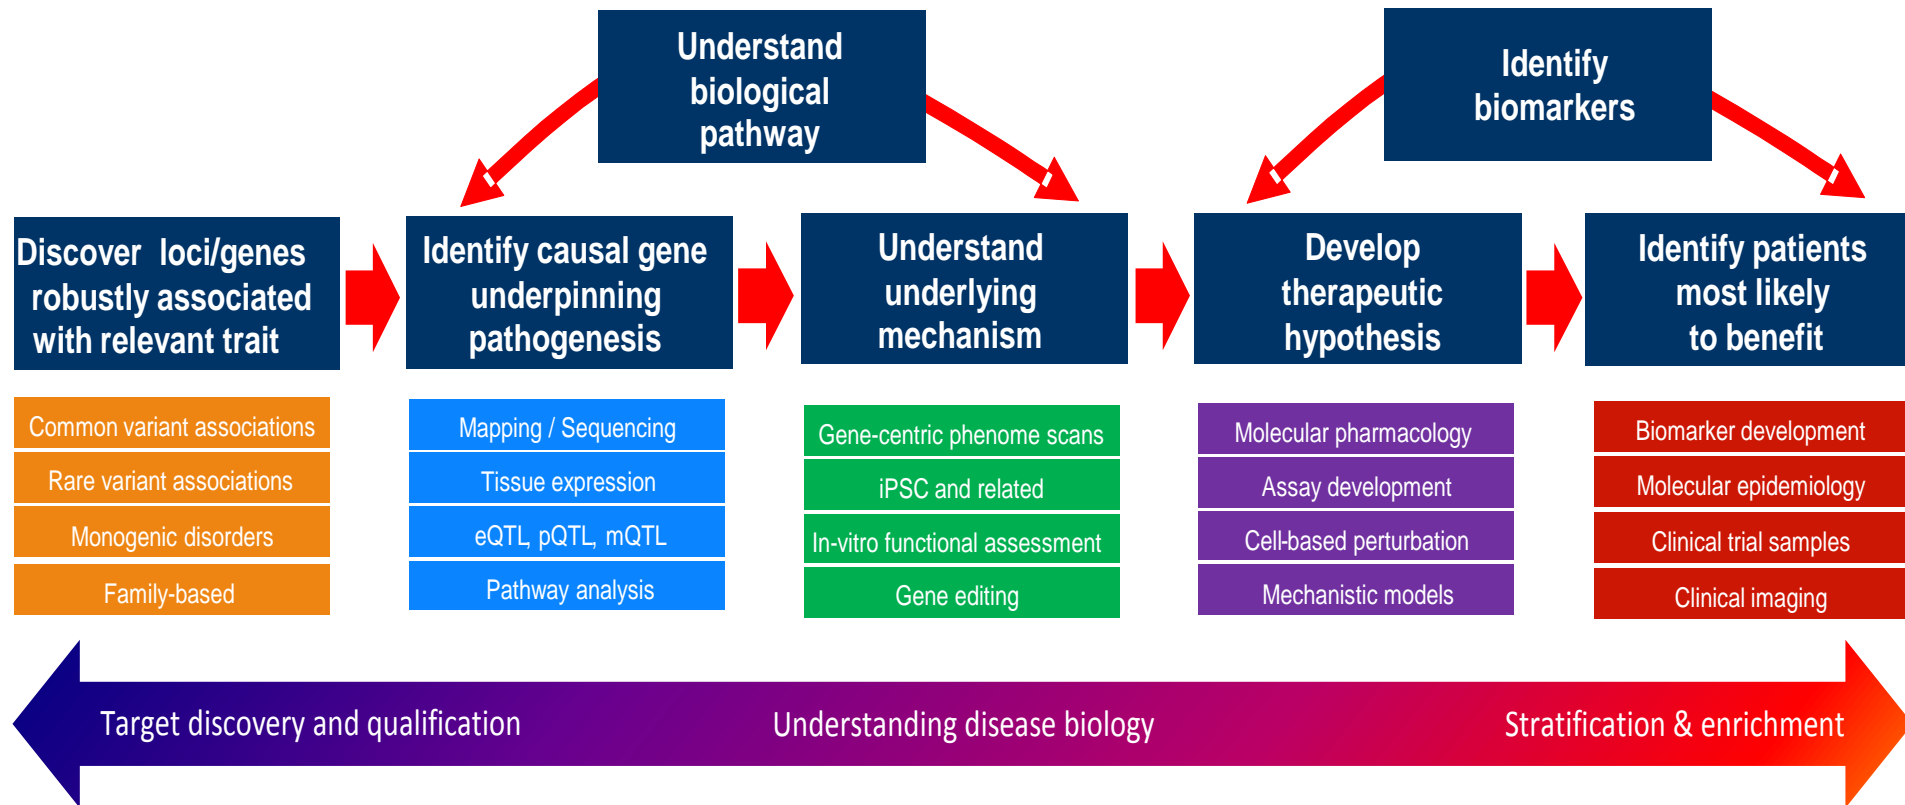 Understand
biological
pathway
Identify
biomarkers
Discover loci/genes
robustly associated
with relevant trait
Identify causal gene
underpinning
pathogenesis
Understand
underlying
mechanism
Develop
therapeutic
hypothesis
Identify patients
most likely
to benefit
Common variant associations
Rare variant associations
Monogenic disorders
Family-based
Mapping / Sequencing
Tissue expression
eQTL, pQTL, mQTL
Pathway analysis
Gene-centric phenome scans
iPSC and related
In-vitro functional assessment
Gene editing
Molecular pharmacology
Assay development
Cell-based perturbation
Mechanistic models
Biomarker development
Molecular epidemiology
Clinical trial samples
Clinical imaging
Target discovery and qualification
Understanding disease biology
Stratification & enrichment